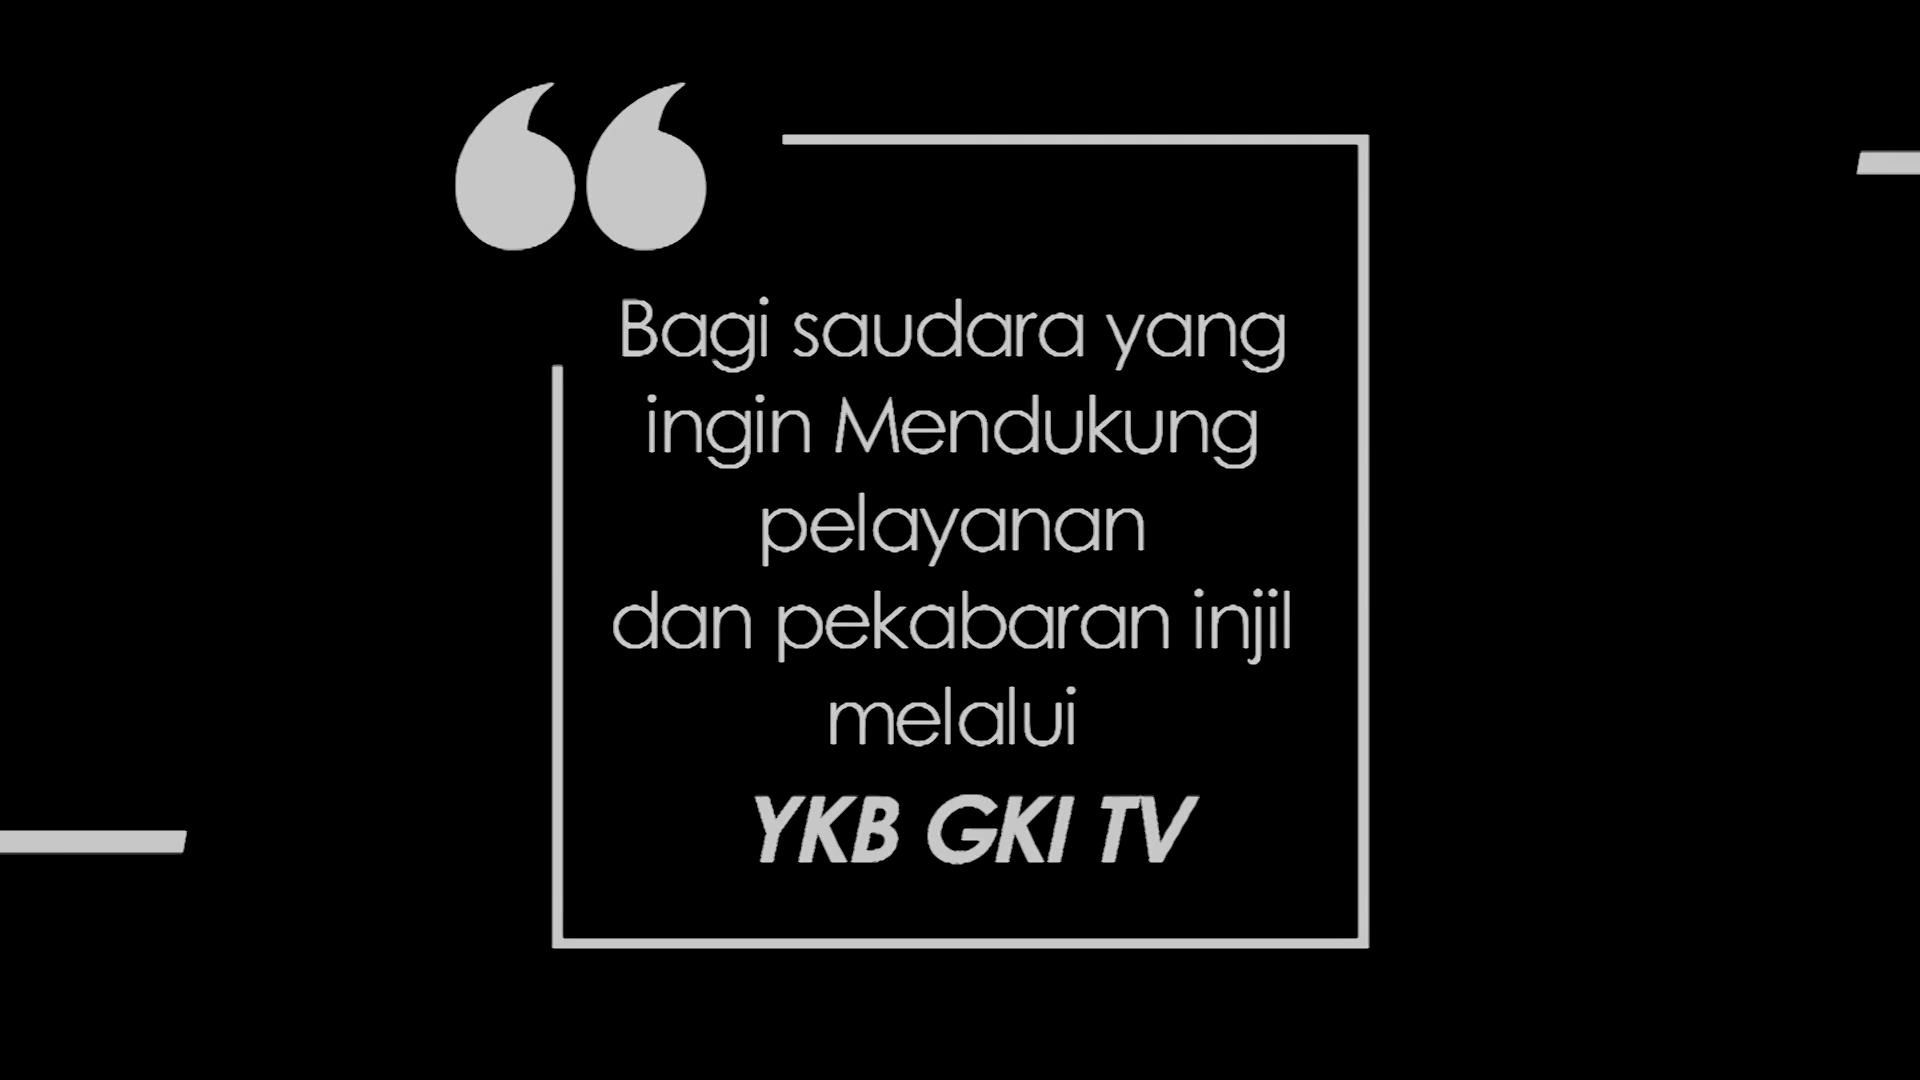 Bagi saudara yang
ingin Mendukung
pelayanan
dan pekabaran injil
melalui
YKB GKI TV